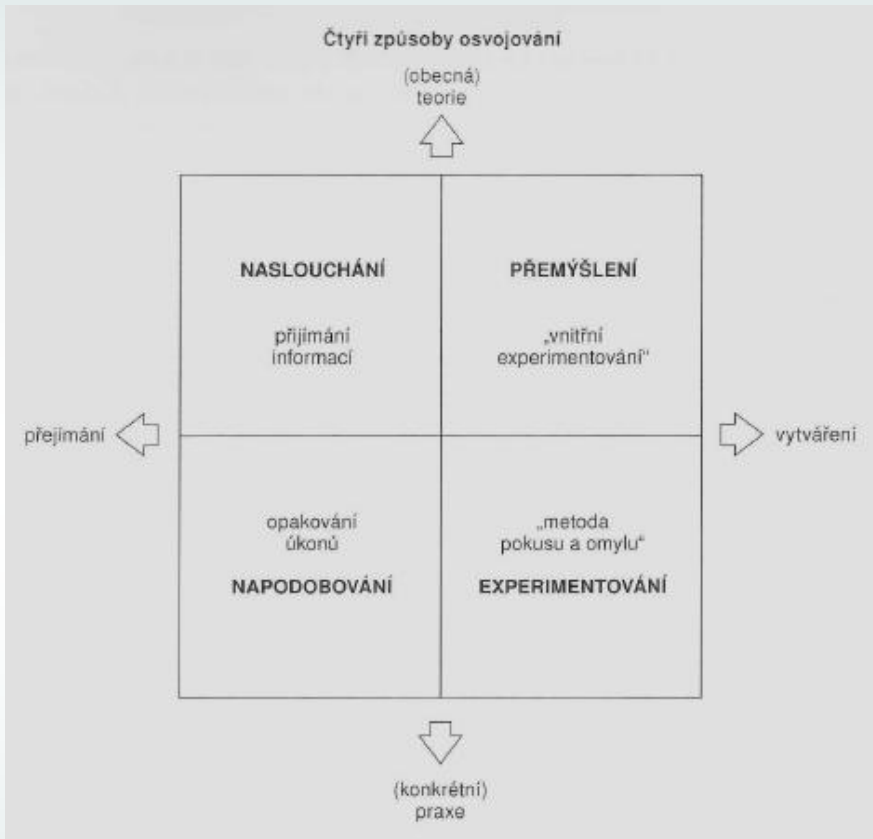 Čtyři způsoby osvojování
(obecná)
teorie
NASLOUCHÁNÍ
přijímání
informací
PŘEMÝŠLENÍ
„vnitřní
experimentování“
přejímání
vytváření
opakování
úkonů
NAPODOBOVÁNÍ
„metoda
pokusu a omylu“
EXPERIMENTOVÁNÍ
(konkrétní)
praxe